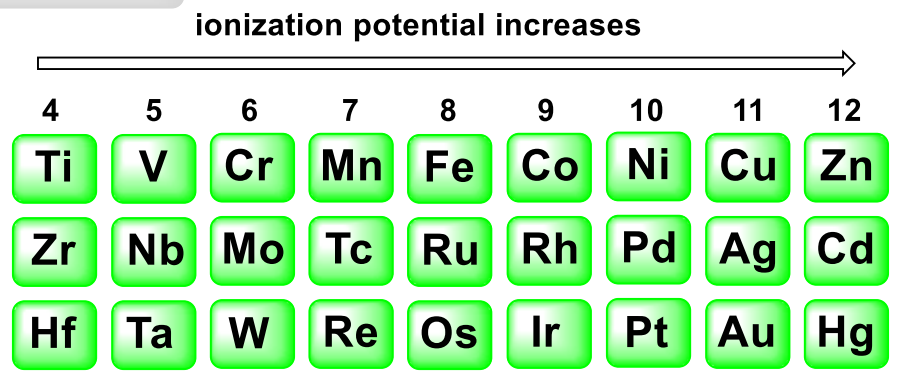 ionization potential increases
4 5 6 7 8 9 10 11 12
Ti V Cr Mn Fe Co Ni Cu Zn
Zr Nb Mo Tc Ru Rh Pd Ag Cd
Hf Ta W Re Os Ir Pt Au Hg